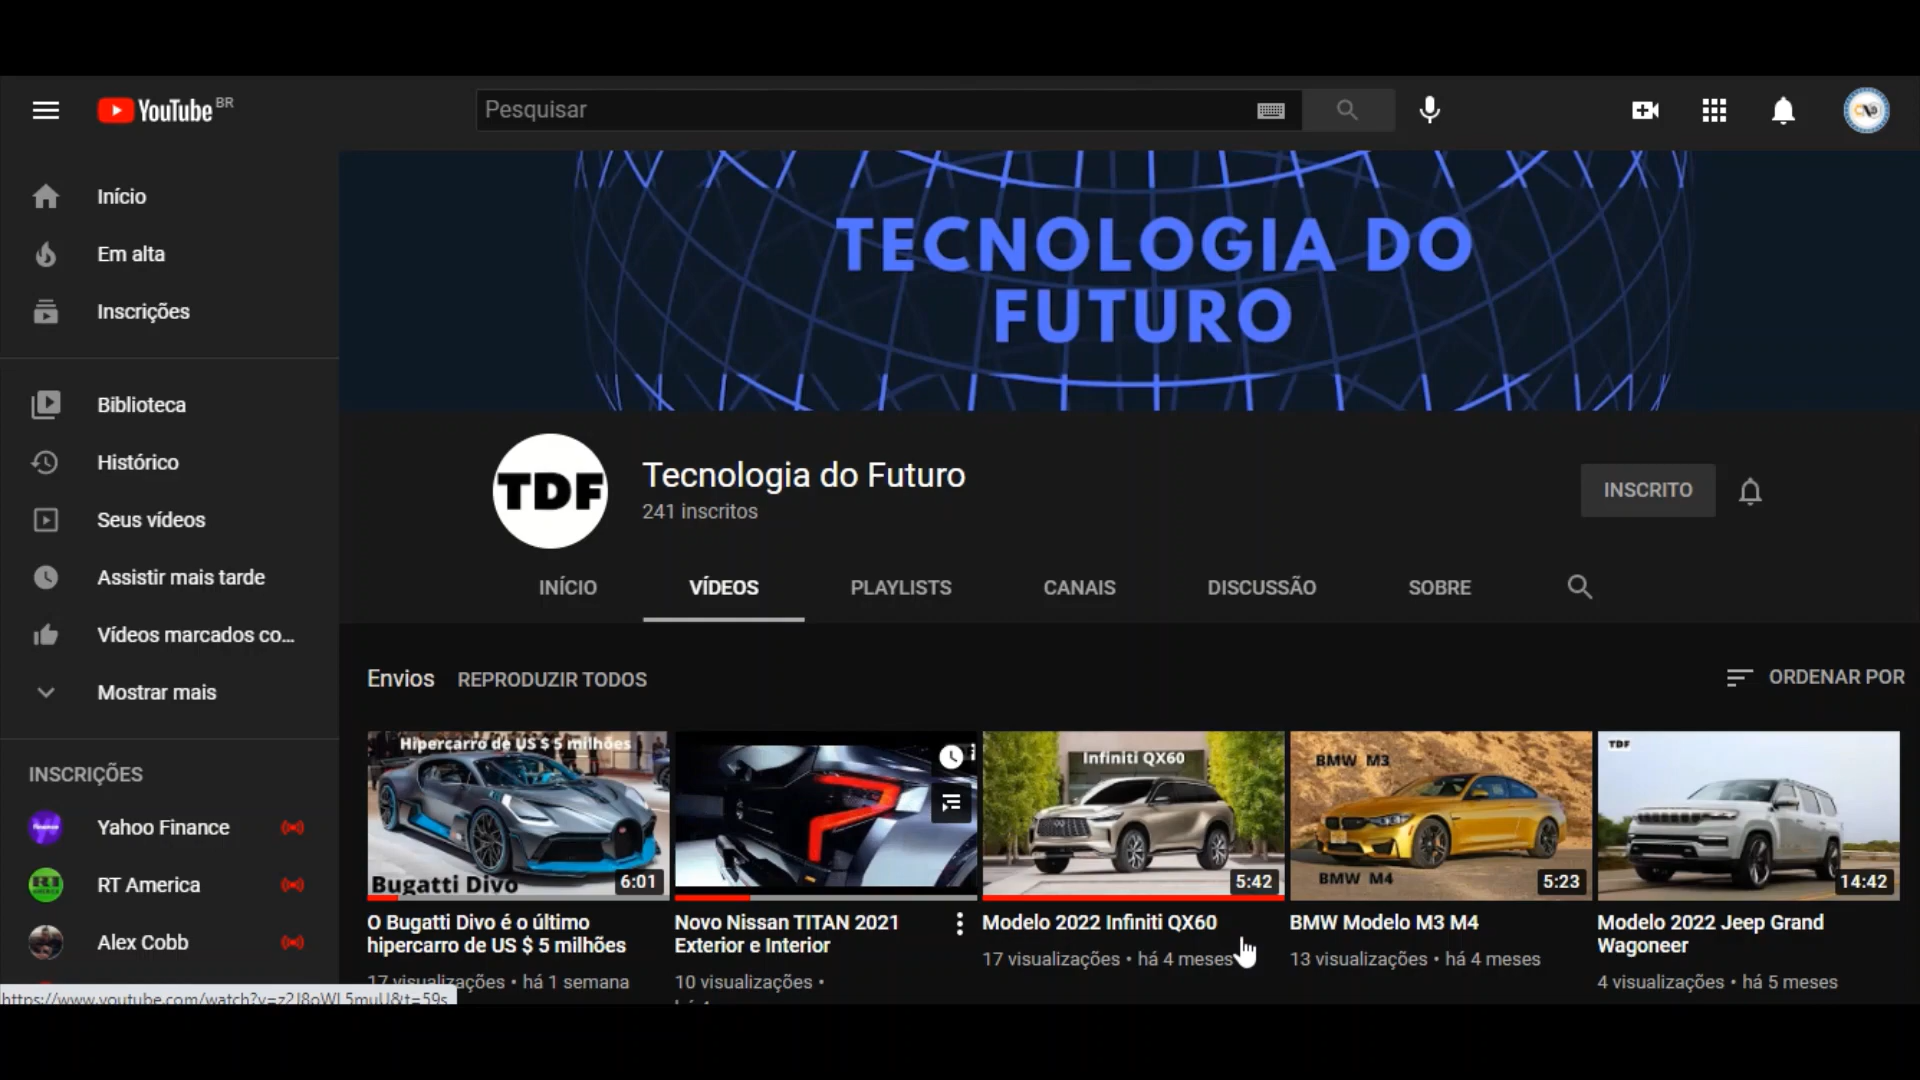 YouTube BR
Pesquisar
Início
Em alta
Inscrições
Biblioteca
Histórico
Seus vídeos
Assistir mais tarde
Vídeos marcados co...
Mostrar mais
INSCRIÇÕES
Yahoo Finance
RT America
Alex Cobb
TECNOLOGIA DO
FUTURO
TDF
Tecnologia do Futuro
241 inscritos
INSCRITO
INÍCIO
VÍDEOS
PLAYLISTS
CANAIS
DISCUSSÃO
SOBRE
Envios
REPRODUZIR TODOS
ORDENAR POR
Hipercarro de US $ 5 milhões
Bugatti Divo
6:01
O Bugatti Divo é o último
hipercarro de US $ 5 milhões
17 visualizações • há 1 semana
Novo Nissan TITAN 2021
Exterior e Interior
10 visualizações •
Infiniti QX60
5:42
Modelo 2022 Infiniti QX60
17 visualizações • há 4 meses
BMW M3
BMW M4
5:23
BMW Modelo M3 M4
13 visualizações • há 4 meses
TDF
14:42
Modelo 2022 Jeep Grand
Wagoneer
4 visualizações • há 5 meses